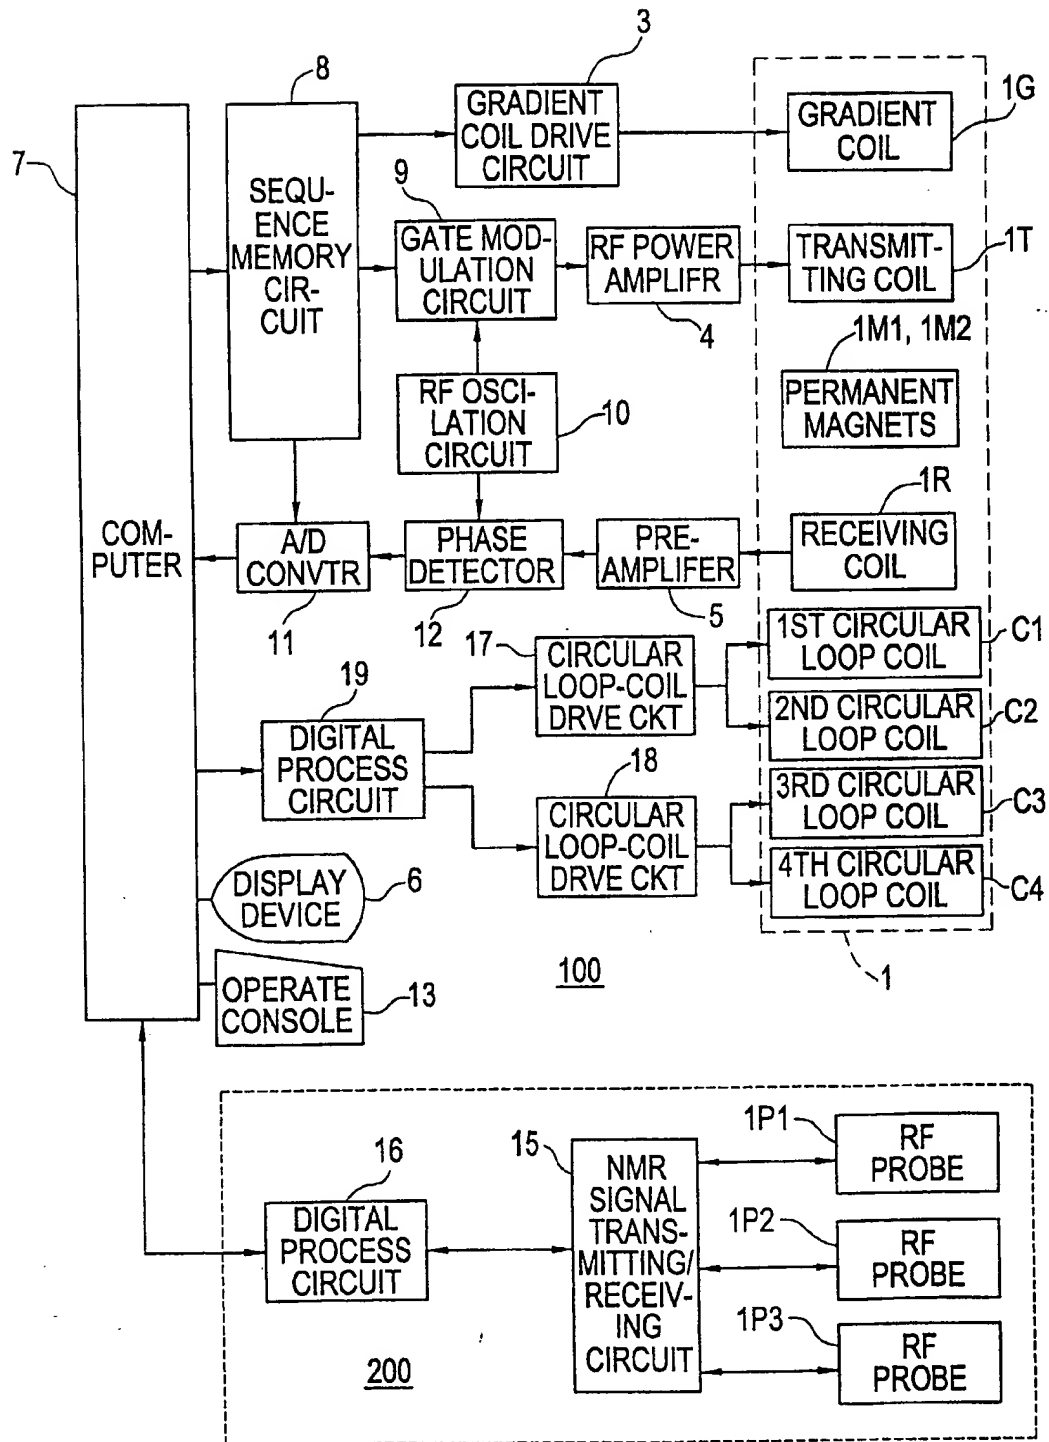 3
8
GRADIENT
COIL DRIVE
CIRCUIT
1G
GRADIENT
COIL
7
SEQU-
ENCE
MEMORY
CIR-
CUIT
9
GATE MOD-
ULATION
CIRCUIT
RF POWER
AMPLIFR
4
TRANSMIT-
TING COIL
1T
1M1, 1M2
PERMANENT
MAGNETS
RF OSCI-
LATION
CIRCUIT
10
1R
COM-
PUTER
A/D
CONVTR
11
PHASE
DETECTOR
12
PRE-
AMPLIFER
5
RECEIVING
COIL
17
CIRCULAR
LOOP-COIL
DRVE CKT
1ST CIRCULAR
LOOP COIL
C1
2ND CIRCULAR
LOOP COIL
C2
19
DIGITAL
PROCESS
CIRCUIT
18
CIRCULAR
LOOP-COIL
DRVE CKT
3RD CIRCULAR
LOOP COIL
C3
4TH CIRCULAR
LOOP COIL
C4
DISPLAY
DEVICE
6
1
100
OPERATE
CONSOLE
13
16
DIGITAL
PROCESS
CIRCUIT
15
NMR
SIGNAL
TRANS-
MITTING/
RECEIV-
ING
CIRCUIT
1P1
RF
PROBE
1P2
RF
PROBE
1P3
RF
PROBE
200